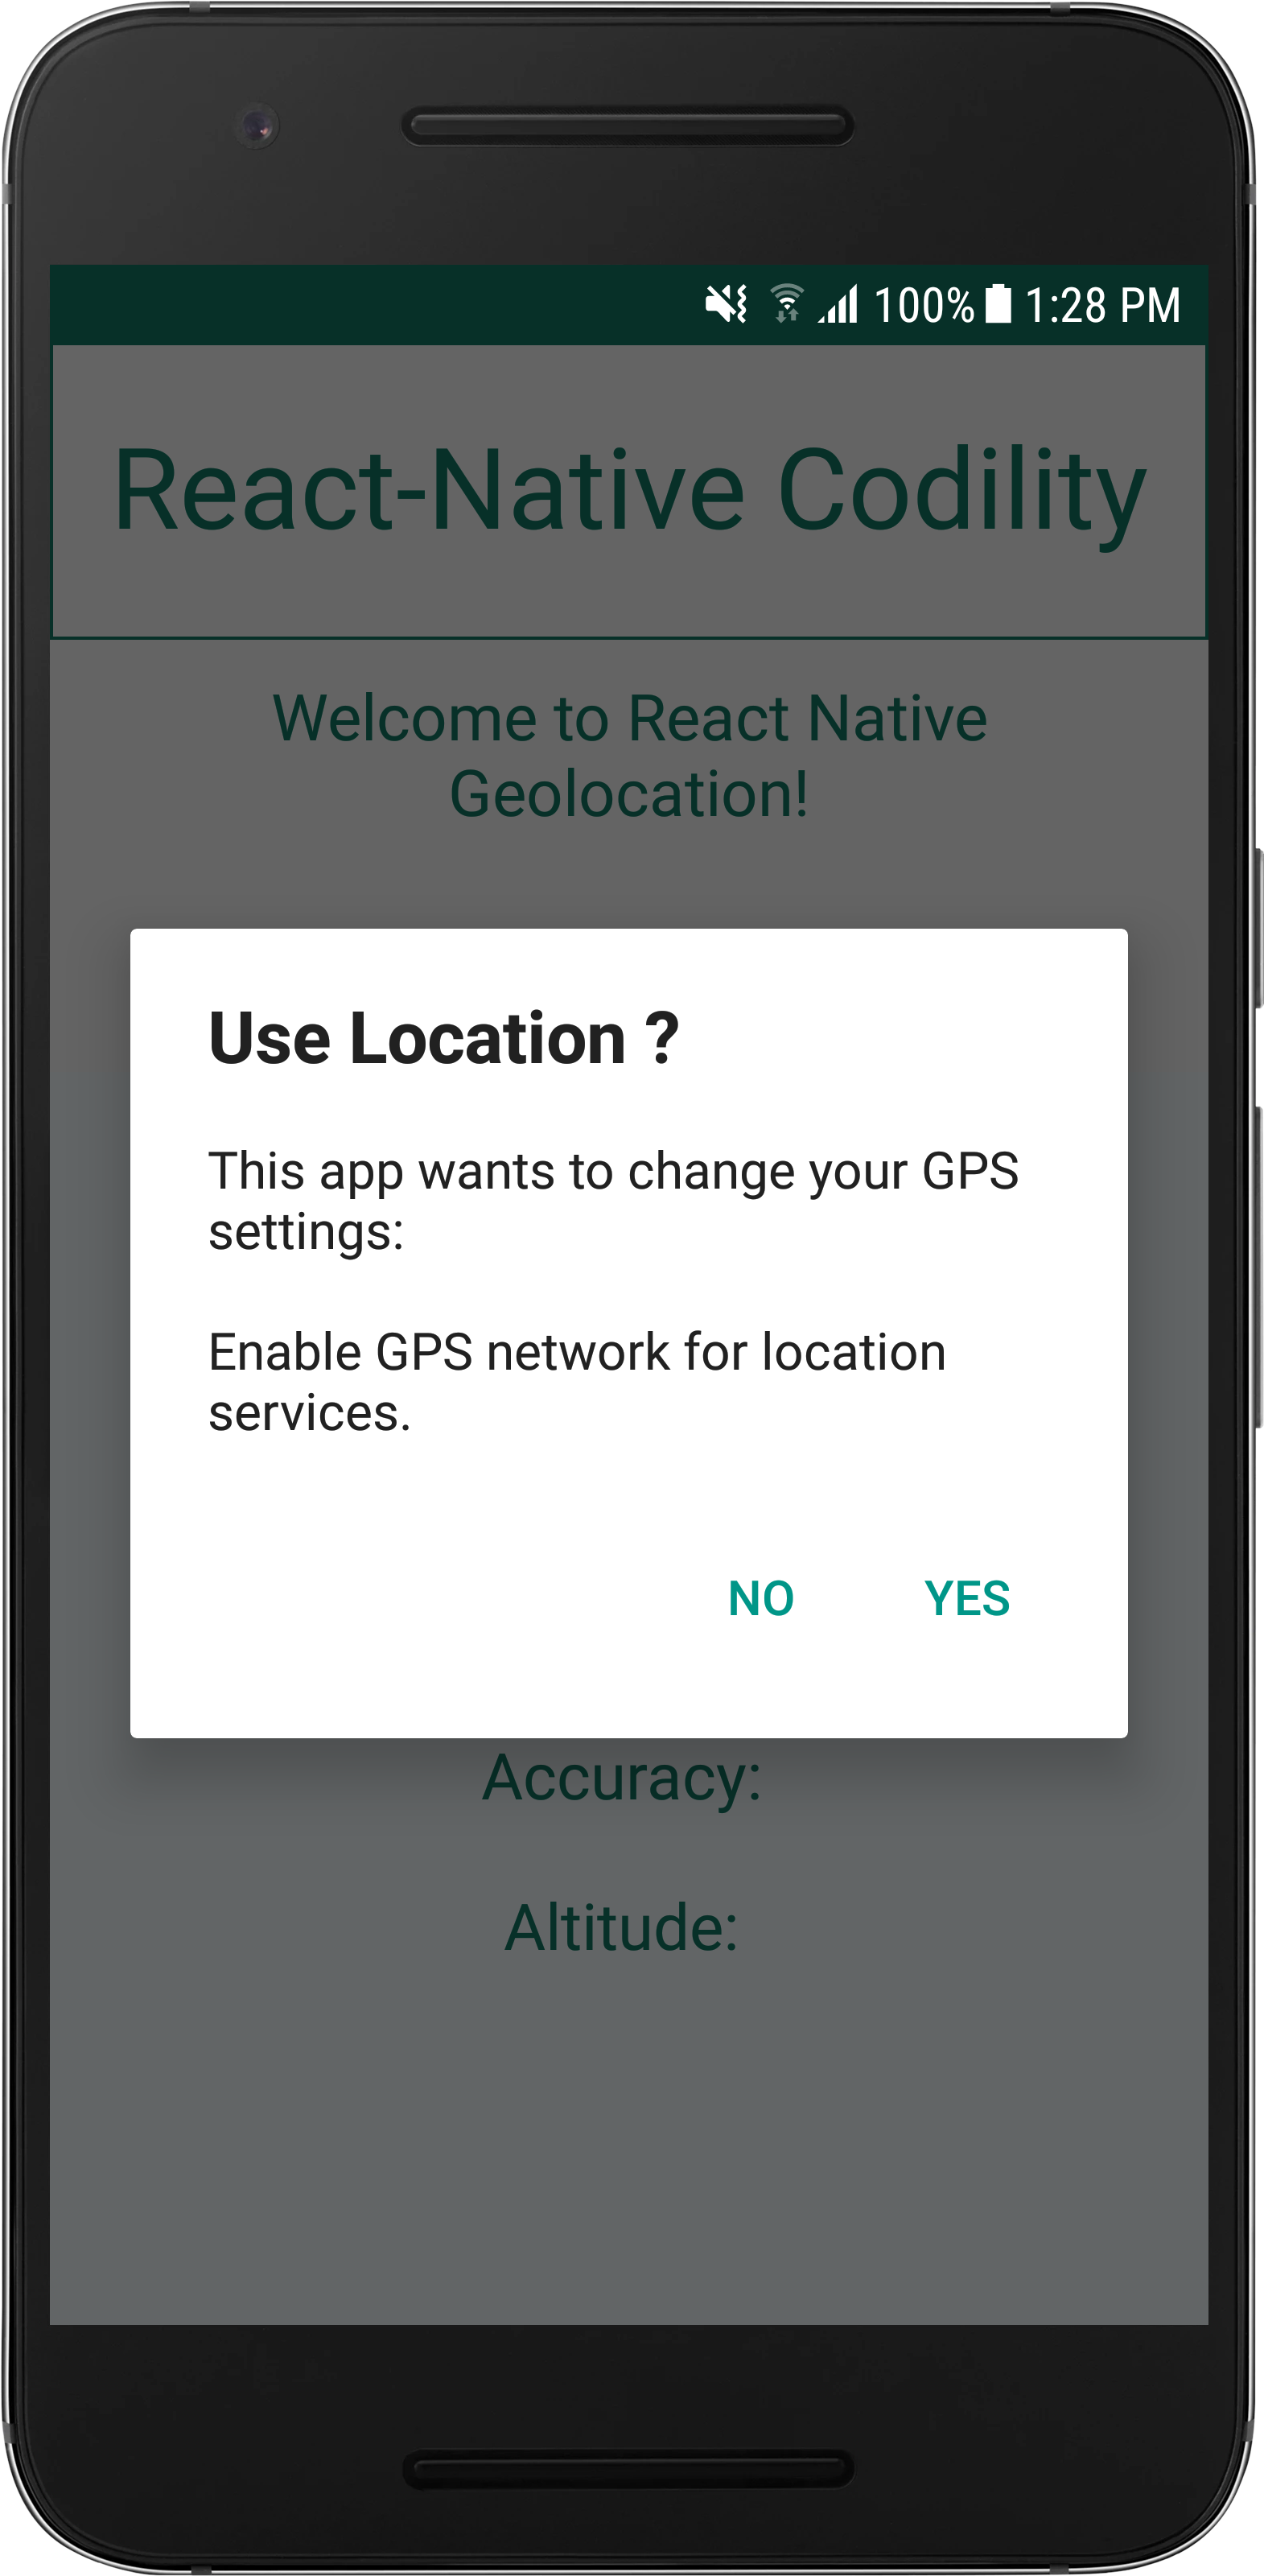 100% 1:28 PM
React-Native Codility
Welcome to React Native
Geolocation!
Use Location ?
This app wants to change your GPS
settings:
Enable GPS network for location
services.
NO YES
Accuracy:
Altitude: